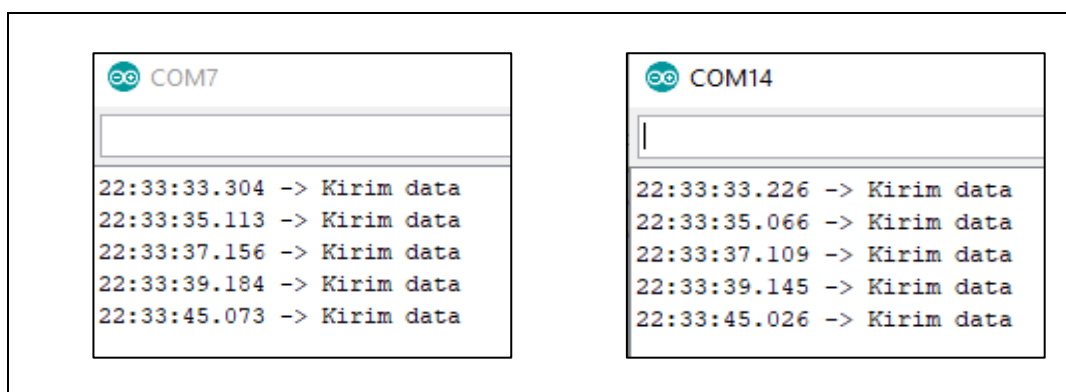 COM7
22:33:33.304 -> Kirim data
22:33:35.113 -> Kirim data
22:33:37.156 -> Kirim data
22:33:39.184 -> Kirim data
22:33:45.073 -> Kirim data
COM14
22:33:33.226 -> Kirim data
22:33:35.066 -> Kirim data
22:33:37.109 -> Kirim data
22:33:39.145 -> Kirim data
22:33:45.026 -> Kirim data